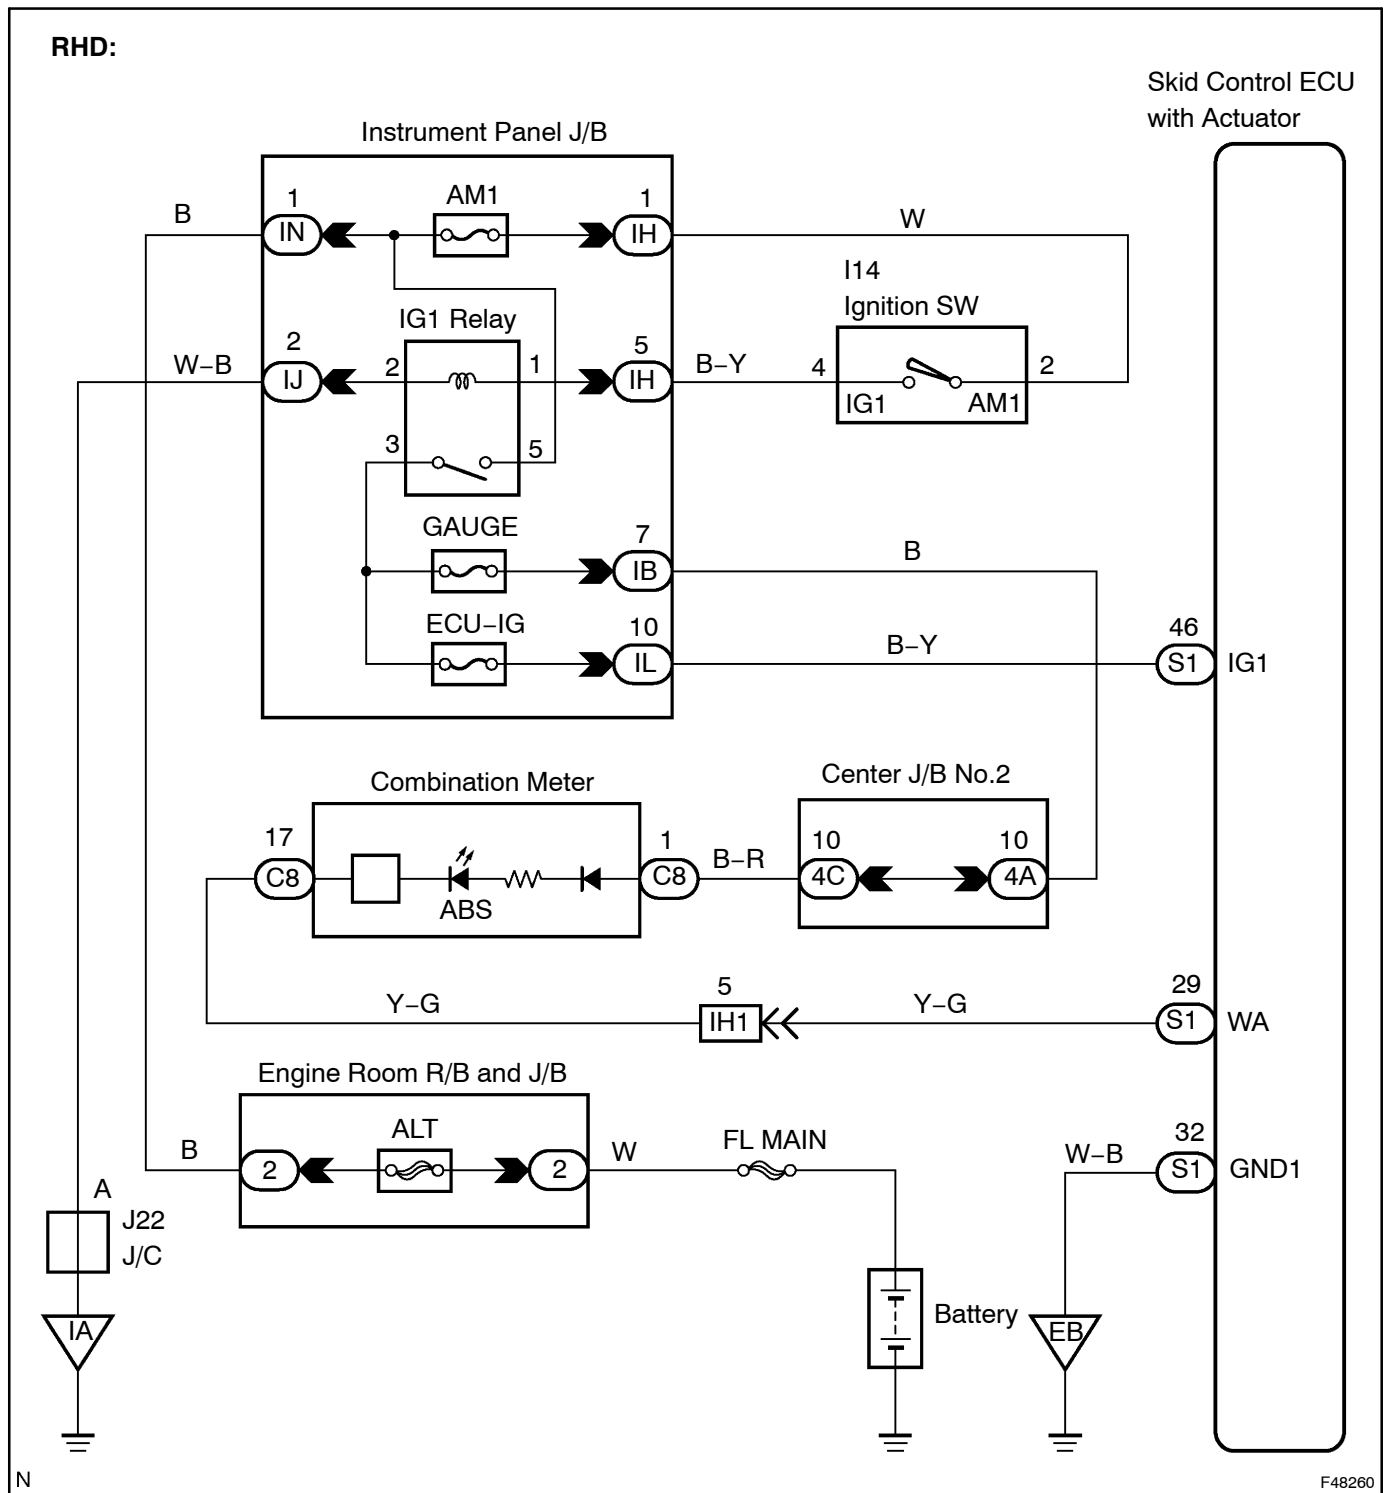 RHD:
Skid Control ECU
with Actuator
Instrument Panel J/B
1
AM1
1
B
IN
IH
W
I14
Ignition SW
IG1 Relay
2
5
W−B
IJ
2
1
IH
B−Y
4
2
IG1
AM1
3
5
GAUGE
7
IB
B
ECU−IG
10
IL
B−Y
46
S1
IG1
Combination Meter
Center J/B No.2
17
1
10
10
C8
ABS
C8
B−R
4C
4A
Y−G
5
IH1
Y−G
29
S1
WA
Engine Room R/B and J/B
ALT
FL MAIN
B
2
2
W
32
W−B
S1
GND1
A
J22
J/C
IA
Battery
EB
N
F48260